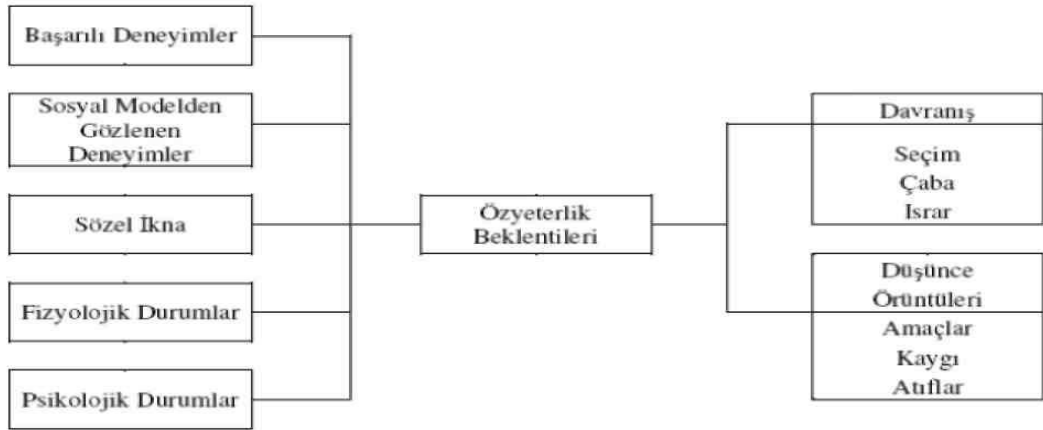 Başarılı Deneyimler
Sosyal Modelden
Gözlenen
Deneyimler
Sözel İkna
Fizyolojik Durumlar
Psikolojik Durumlar
Özyeterlik
Beklentileri
Davranış
Seçim
Çaba
Israr
Düşünce
Örüntüleri
Amaçlar
Kaygı
Atıflar